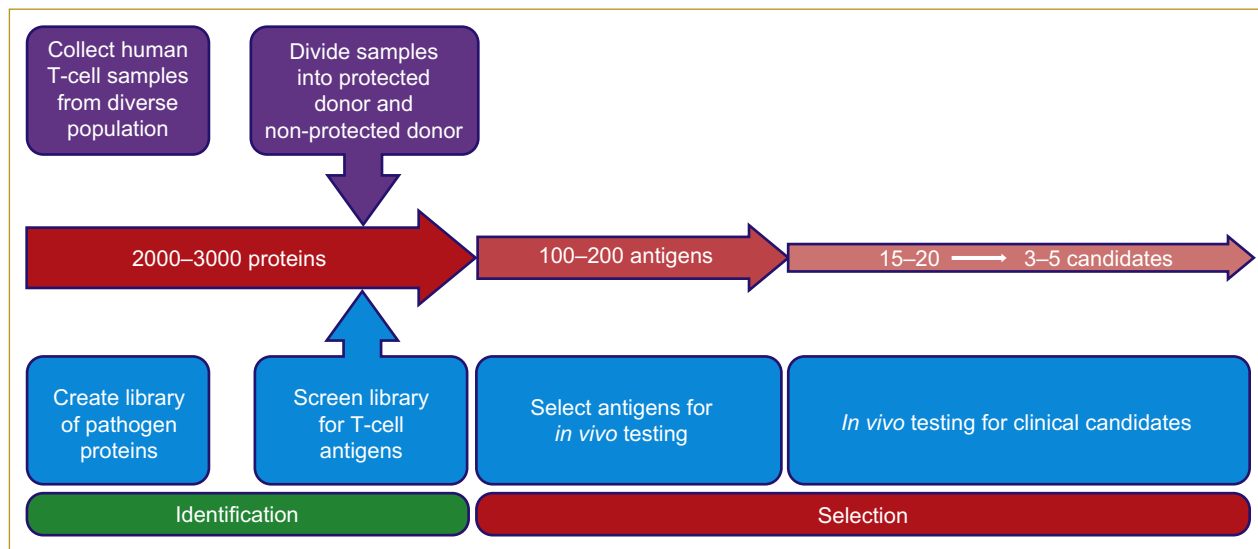 Collect human
T-cell samples
from diverse
population
Divide samples
into protected
donor and
non-protected donor
2000–3000 proteins
100–200 antigens
15–20 ⟶ 3–5 candidates
Create library
of pathogen
proteins
Screen library
for T-cell
antigens
Select antigens for
in vivo testing
In vivo testing for clinical candidates
Identification
Selection